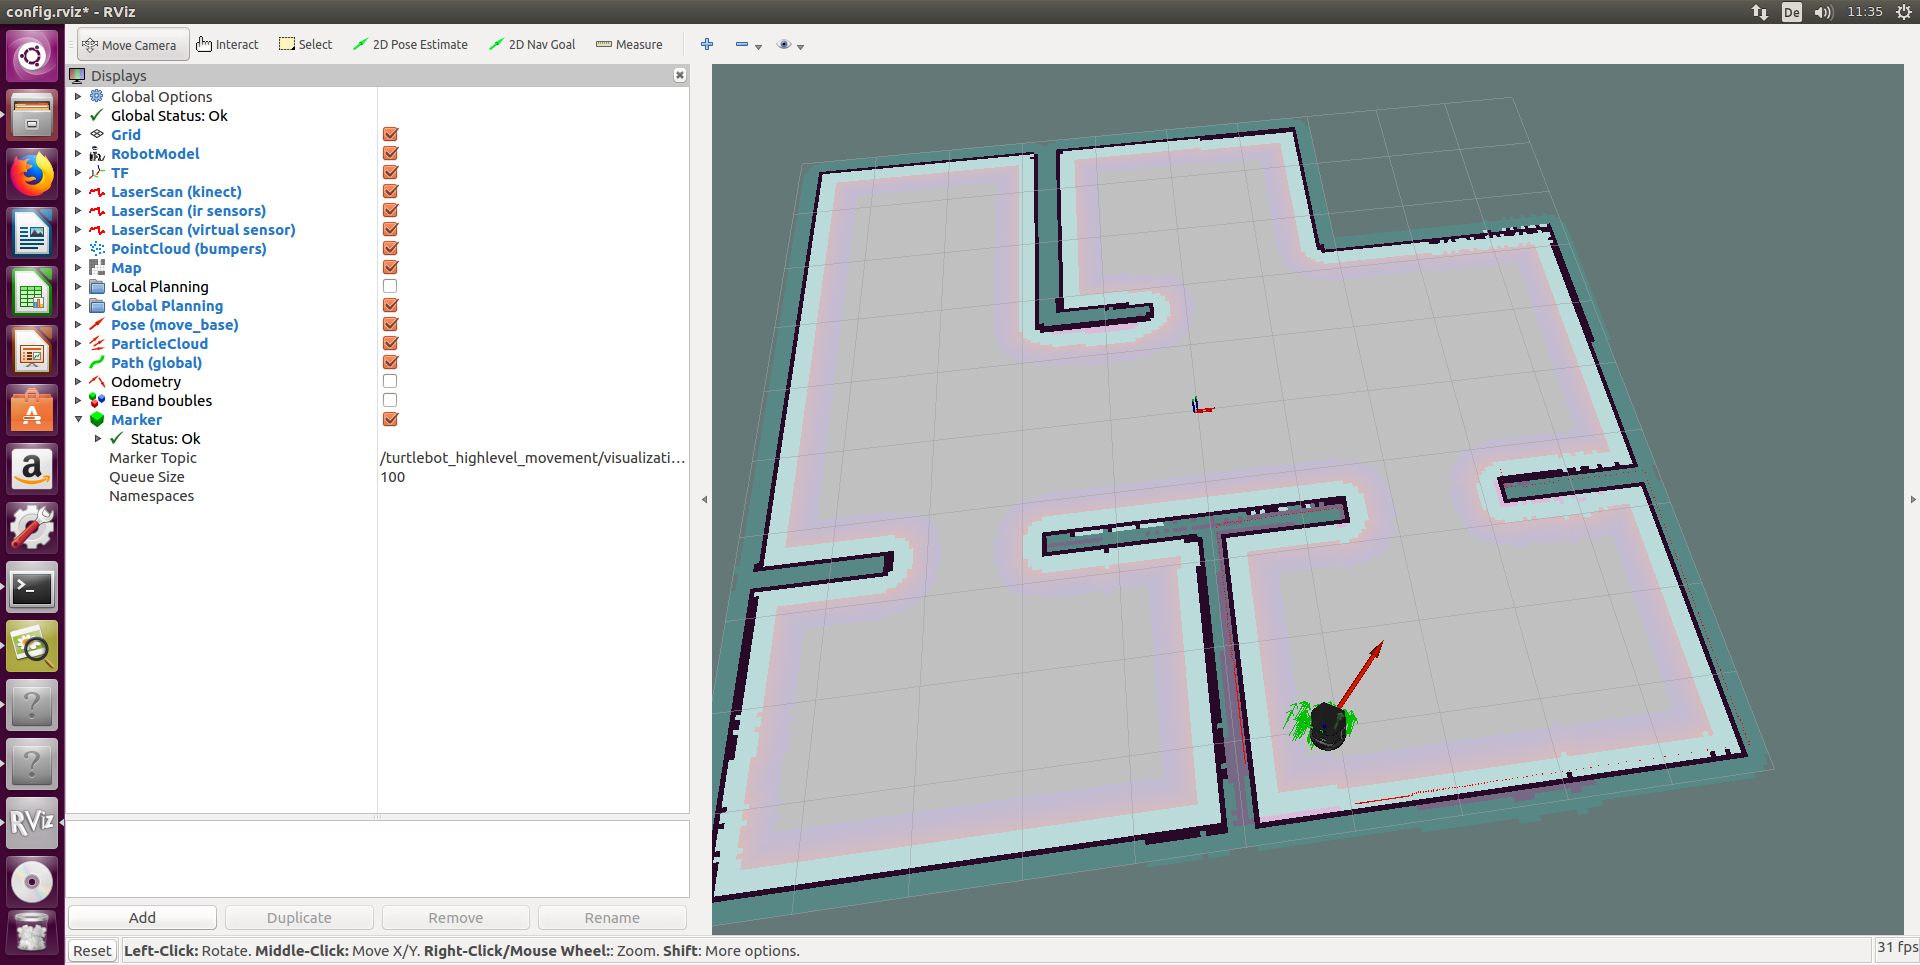 config.rviz* - RViz
De
11:35
Move Camera
Interact
Select
2D Pose Estimate
2D Nav Goal
Measure
Displays
Global Options
Global Status: Ok
Grid
RobotModel
TF
LaserScan (kinect)
LaserScan (ir sensors)
LaserScan (virtual sensor)
PointCloud (bumpers)
Map
Local Planning
Global Planning
Pose (move_base)
ParticleCloud
Path (global)
Odometry
EBand boubles
Marker
Status: Ok
Marker Topic /turtlebot_highlevel_movement/visualizati...
Queue Size 100
Namespaces
RViz
Add
Duplicate
Remove
Rename
Reset
Left-Click: Rotate. Middle-Click: Move X/Y. Right-Click/Mouse Wheel:: Zoom. Shift: More options.
31 fps